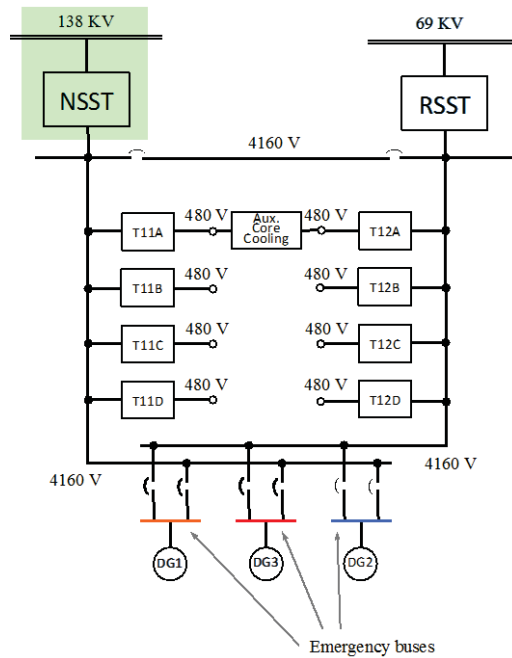 138 KV
69 KV
NSST
RSST
4160 V
480 V
480 V
T11A
Aux.
Core
Cooling
T12A
480 V
480 V
T11B
T12B
480 V
480 V
T11C
T12C
480 V
480 V
T11D
T12D
4160 V
4160 V
DG1
DG3
DG2
Emergency buses